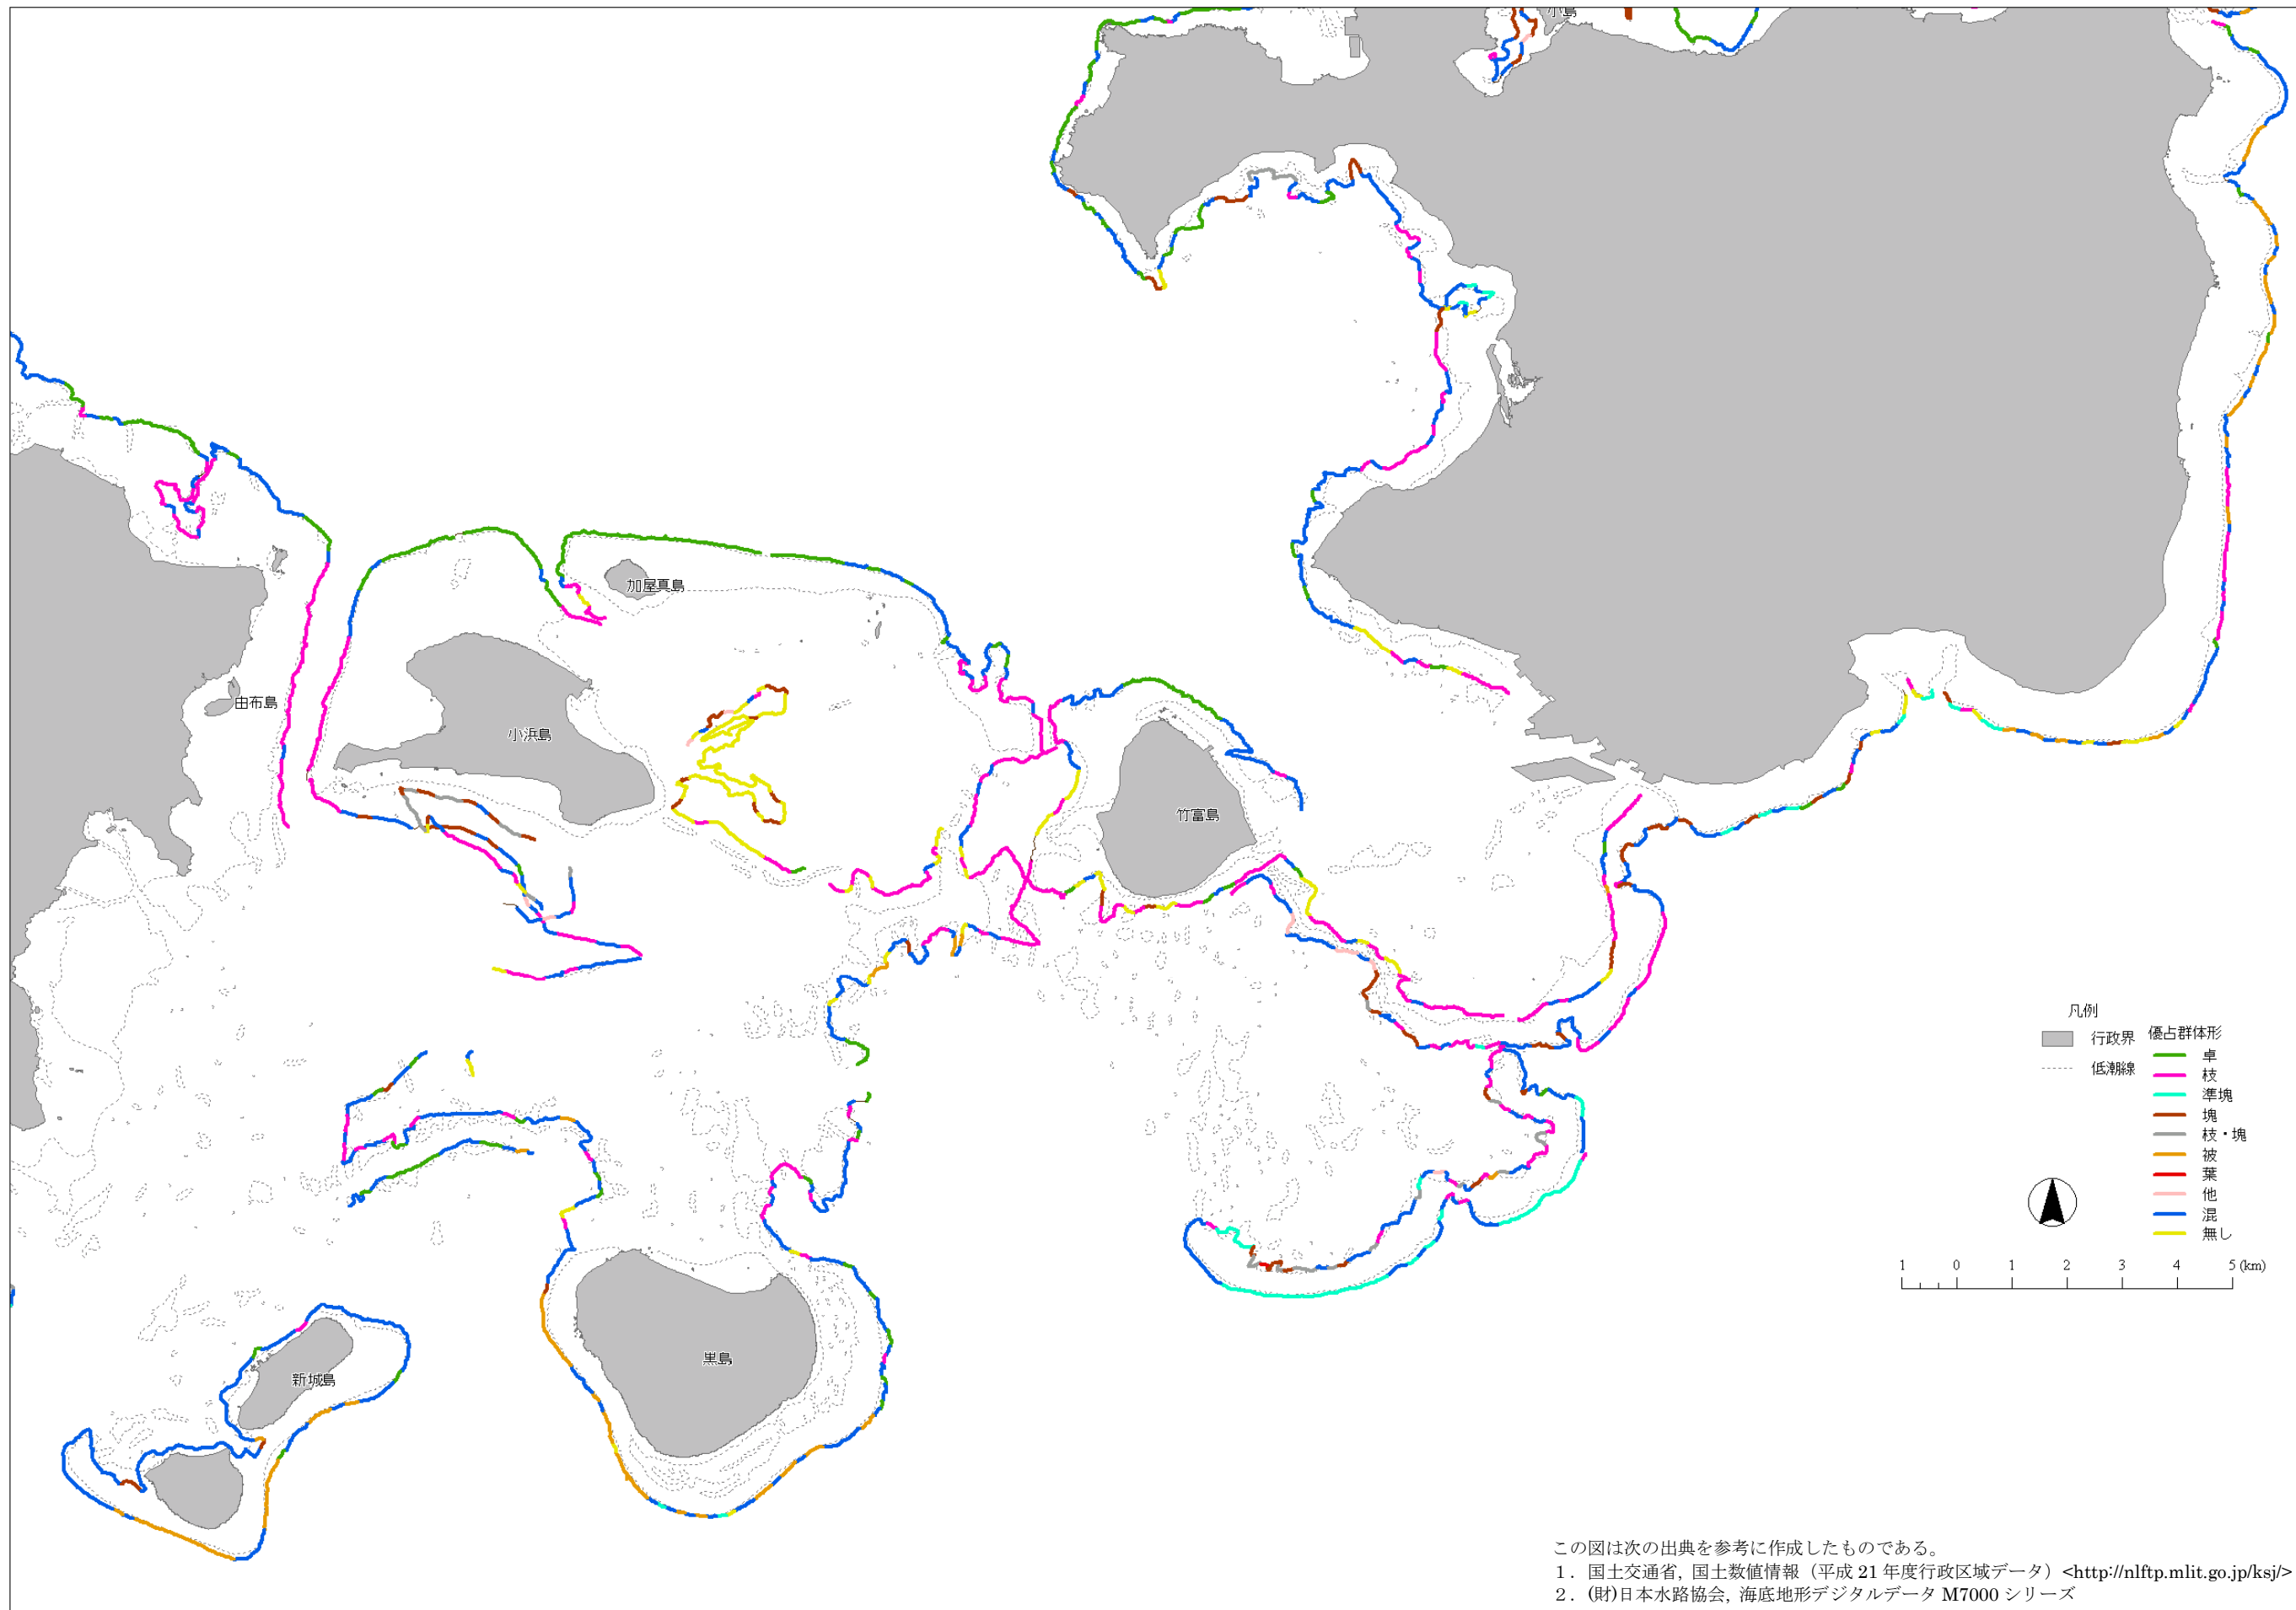 小島
加屋真島
由布島
小浜島
竹富島
凡例
行政界
低潮線
優占群体形
卓
枝
準塊
塊
枝・塊
被
葉
他
混
無し
1 0 1 2 3 4 5 (km)
黒島
新城島
この図は次の出典を参考に作成したものである。
1. 国土交通省, 国土数値情報（平成 21 年度行政区域データ）<http://nlftp.mlit.go.jp/ksj/>
2. (財)日本水路協会, 海底地形デジタルデータ M7000 シリーズ